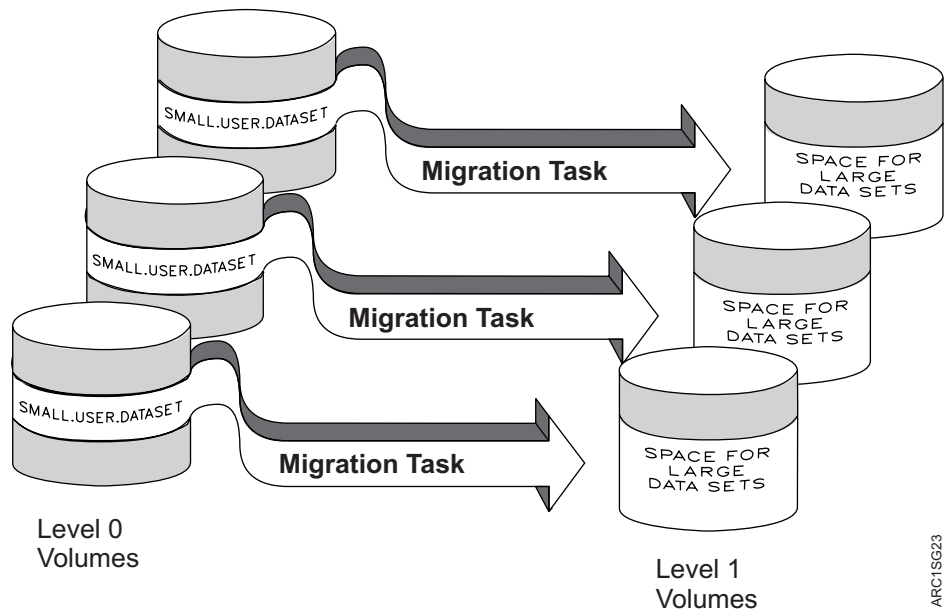 SMALL.USER.DATASET
Migration Task
SPACE FOR
LARGE
DATA SETS
SMALL.USER.DATASET
Migration Task
SPACE FOR
LARGE
DATA SETS
SMALL.USER.DATASET
Migration Task
SPACE FOR
LARGE
DATA SETS
Level 0
Volumes
Level 1
Volumes
ARC1SG23